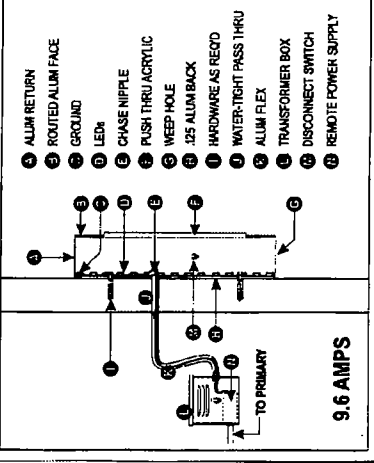 A ALUM RETURN
B ROUTED ALUM FACE
C GROUND
D LEDs
E CHASE NIPPLE
F PUSH THRU ACRYLIC
G WEEP HOLE
H .125 ALUM BACK
I HARDWARE AS REQ'D
J WATER-TIGHT PASS THRU
K ALUM FLEX
L TRANSFORMER BOX
M DISCONNECT SWITCH
N REMOTE POWER SUPPLY
A
B
C
D
E
F
G
I
J
M
H
K
L
N
TO PRIMARY
9.6 AMPS